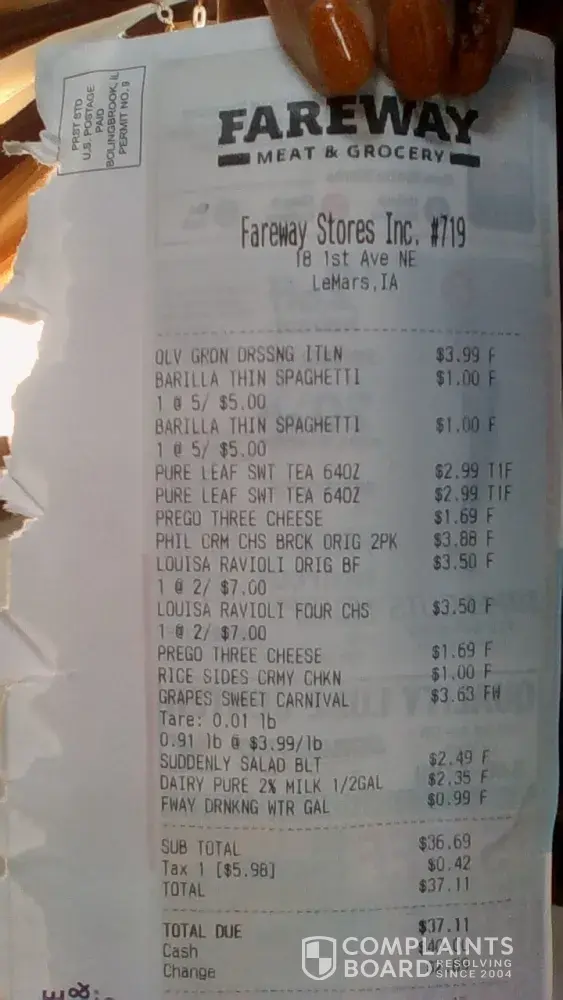 PRST STD
U.S. POSTAGE
PAID
BOLINGBROOK, IL
PERMIT NO. 9
FAREWAY
MEAT & GROCERY
Fareway Stores Inc. #719
18 1st Ave NE
LeMars,IA
OLV GRDN DRSSNG ITLN $3.99 F
BARILLA THIN SPAGHETTI $1.00 F
1 @ 5/ $5.00
BARILLA THIN SPAGHETTI $1.00 F
1 @ 5/ $5.00
PURE LEAF SWT TEA 64OZ $2.99 T1F
PURE LEAF SWT TEA 64OZ $2.99 T1F
PREGO THREE CHEESE $1.69 F
PHIL CRM CHS BRCK ORIG 2PK $3.88 F
LOUISA RAVIOLI ORIG BF $3.50 F
1 @ 2/ $7.00
LOUISA RAVIOLI FOUR CHS $3.50 F
1 @ 2/ $7.00
PREGO THREE CHEESE $1.69 F
RICE SIDES CRMY CHKN $1.00 F
GRAPES SWEET CARNIVAL $3.63 FW
Tare: 0.01 lb
0.91 lb @ $3.99/lb
SUDDENLY SALAD BLT $2.49 F
DAIRY PURE 2% MILK 1/2GAL $2.35 F
FWAY DRNKNG WTR GAL $0.99 F
SUB TOTAL $36.69
Tax 1 [$5.98] $0.42
TOTAL $37.11
TOTAL DUE $37.11
Cash
Change
COMPLAINTS
BOARD RESOLVING
SINCE 2004